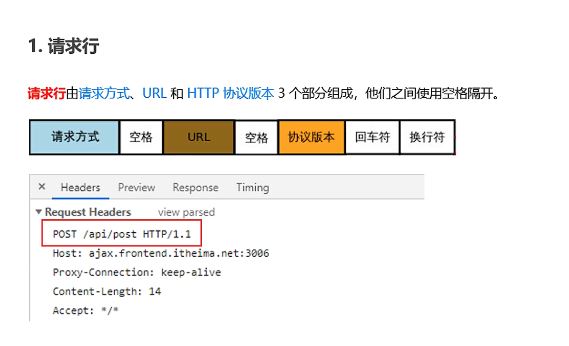 1. 请求行
请求行由请求方式、URL 和 HTTP 协议版本 3 个部分组成，他们之间使用空格隔开。
请求方式 空格 URL 空格 协议版本 回车符 换行符
× Headers Preview Response Timing
▼Request Headers view parsed
POST /api/post HTTP/1.1
Host: ajax.frontend.itheima.net:3006
Proxy-Connection: keep-alive
Content-Length: 14
Accept: */*